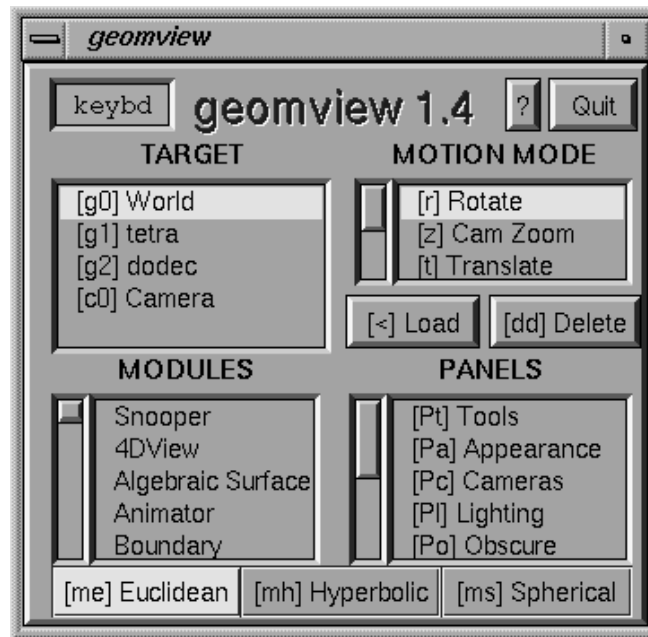 geomview
keybd
geomview 1.4
?
Quit
TARGET
[g0] World
[g1] tetra
[g2] dodec
[c0] Camera
MOTION MODE
[r] Rotate
[z] Cam Zoom
[t] Translate
[<] Load
[dd] Delete
MODULES
Snooper
4DView
Algebraic Surface
Animator
Boundary
PANELS
[Pt] Tools
[Pa] Appearance
[Pc] Cameras
[Pl] Lighting
[Po] Obscure
[me] Euclidean
[mh] Hyperbolic
[ms] Spherical